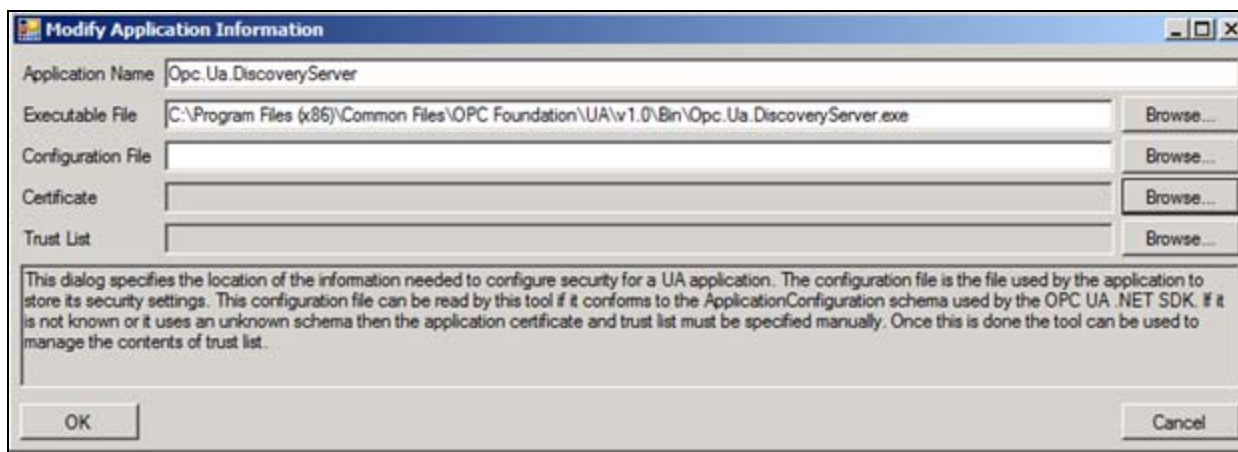 Modify Application Information
Application Name Opc.Ua.DiscoveryServer
Executable File C:\Program Files (x86)\Common Files\OPC Foundation\UA\v1.0\Bin\Opc.Ua.DiscoveryServer.exe Browse...
Configuration File Browse...
Certificate Browse...
Trust List Browse...
This dialog specifies the location of the information needed to configure security for a UA application. The configuration file is the file used by the application to
store its security settings. This configuration file can be read by this tool if it conforms to the ApplicationConfiguration schema used by the OPC UA .NET SDK. If it
is not known or it uses an unknown schema then the application certificate and trust list must be specified manually. Once this is done the tool can be used to
manage the contents of trust list.
OK Cancel